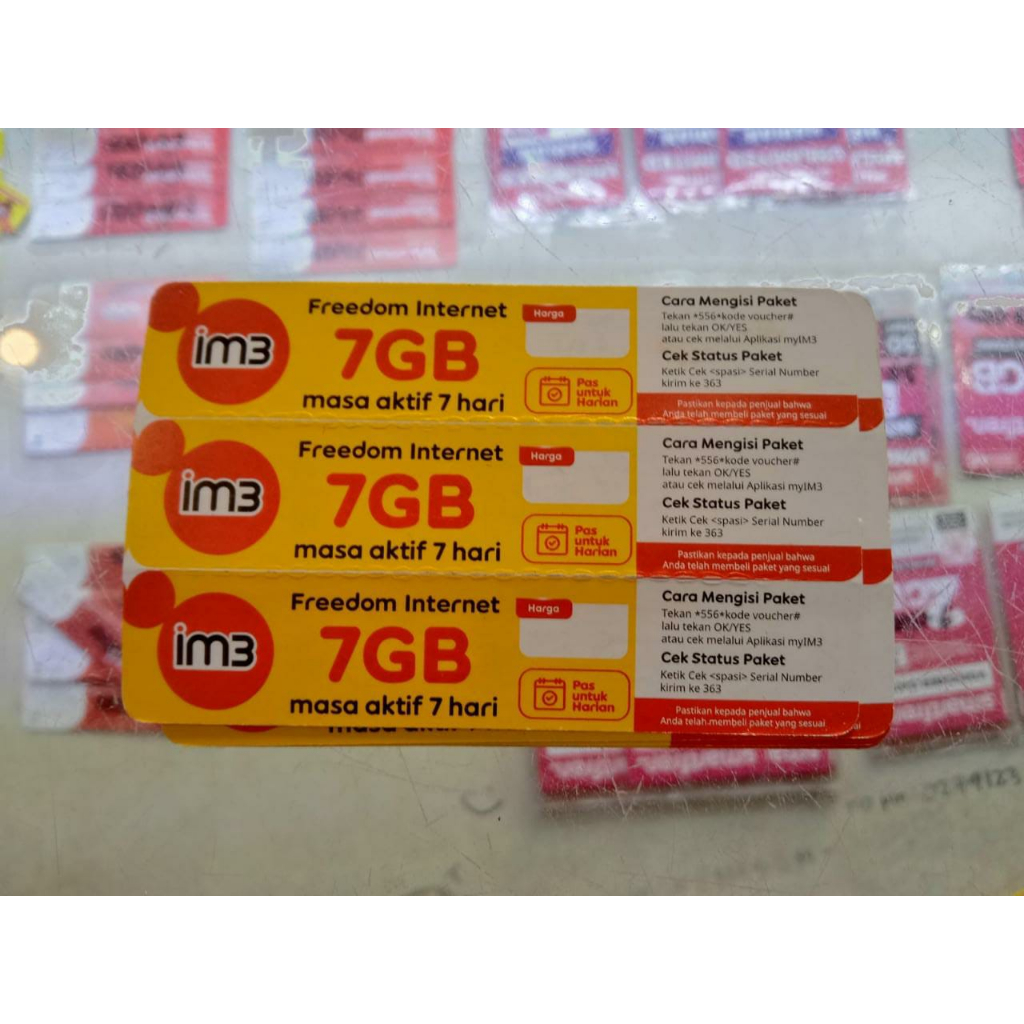 im3
Freedom Internet
7GB
masa aktif 7 hari
Harga
Pas
untuk
Harian
Cara Mengisi Paket
Tekan *556*kode voucher#
lalu tekan OK/YES
atau cek melalui Aplikasi myIM3
Cek Status Paket
Ketik Cek <spasi> Serial Number
kirim ke 363
Pastikan kepada penjual bahwa
Anda telah membeli paket yang sesuai
im3
Freedom Internet
7GB
masa aktif 7 hari
Harga
Pas
untuk
Harian
Cara Mengisi Paket
Tekan *556*kode voucher#
lalu tekan OK/YES
atau cek melalui Aplikasi myIM3
Cek Status Paket
Ketik Cek <spasi> Serial Number
kirim ke 363
Pastikan kepada penjual bahwa
Anda telah membeli paket yang sesuai
im3
Freedom Internet
7GB
masa aktif 7 hari
Harga
Pas
untuk
Harian
Cara Mengisi Paket
Tekan *556*kode voucher#
lalu tekan OK/YES
atau cek melalui Aplikasi myIM3
Cek Status Paket
Ketik Cek <spasi> Serial Number
kirim ke 363
Pastikan kepada penjual bahwa
Anda telah membeli paket yang sesuai